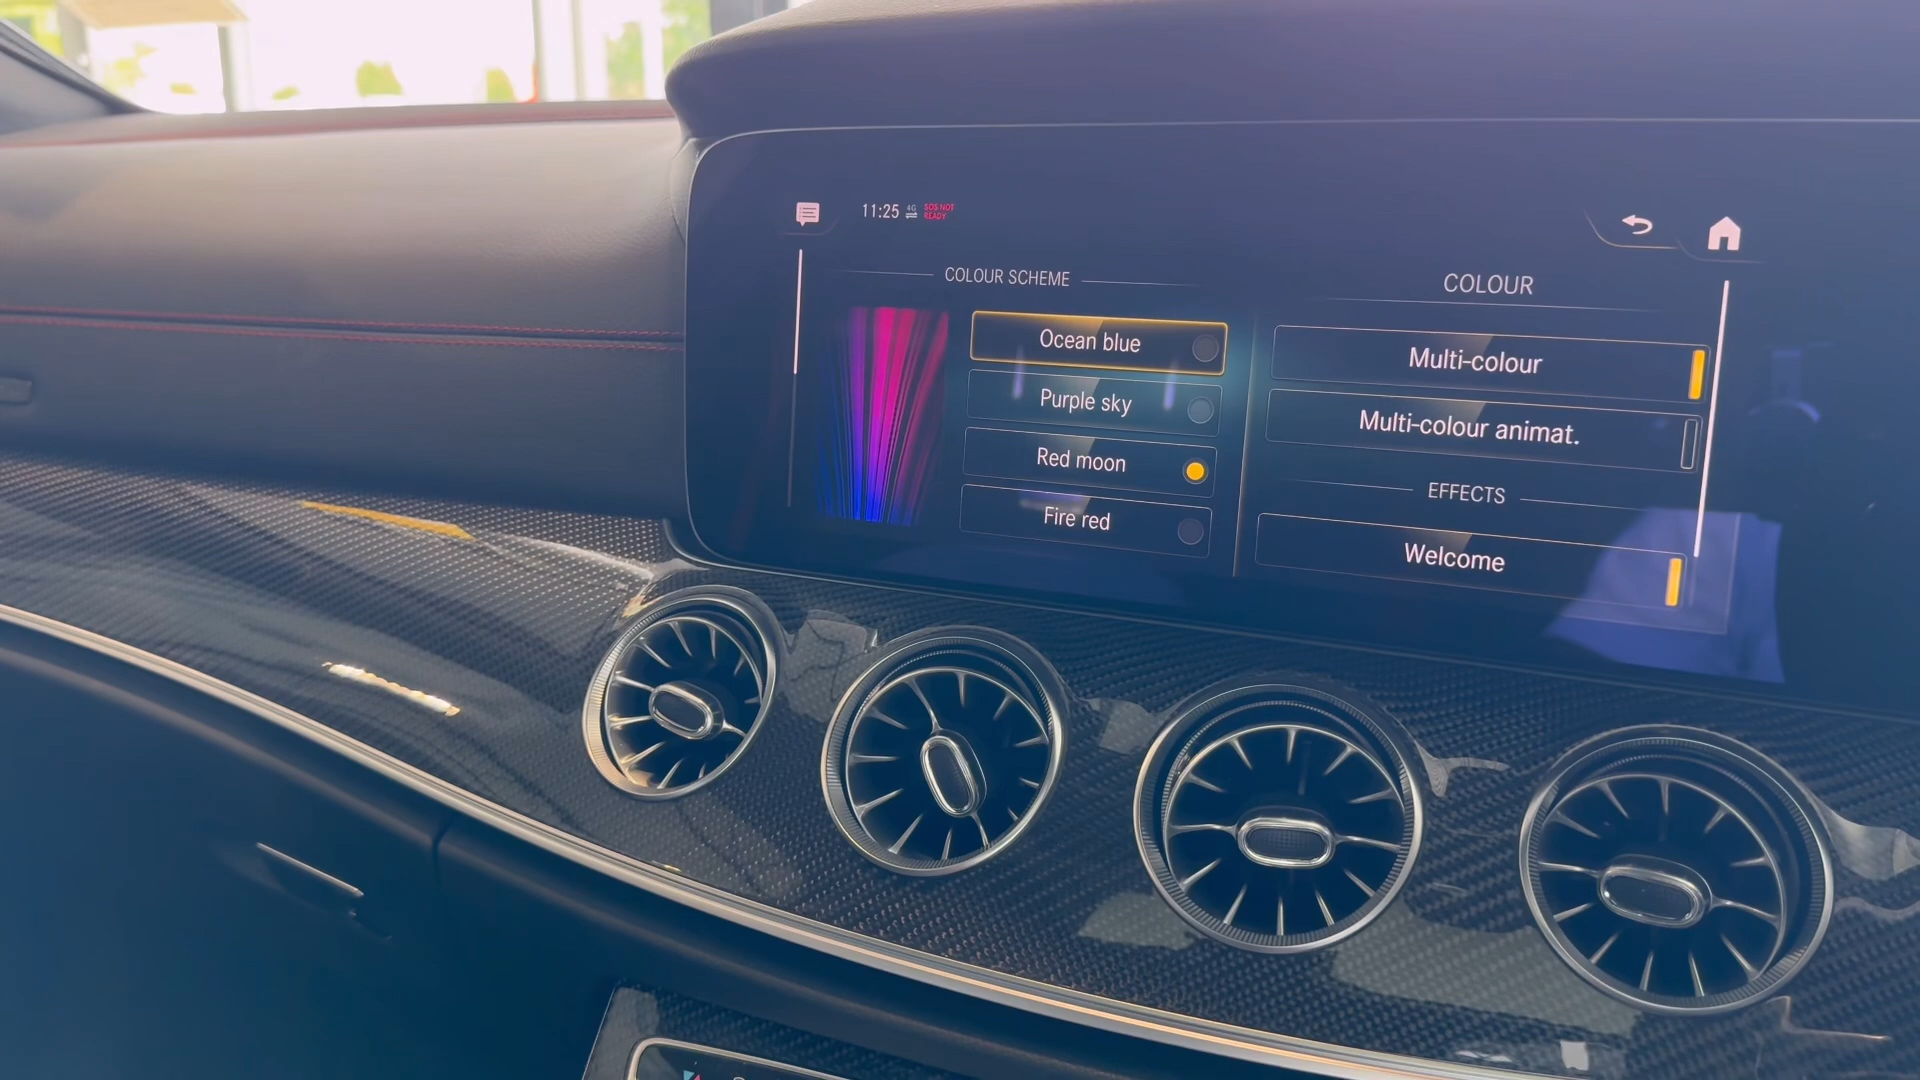 11:25
4G
SOS NOT
READY
COLOUR SCHEME
Ocean blue
Purple sky
Red moon
Fire red
COLOUR
Multi-colour
Multi-colour animat.
EFFECTS
Welcome